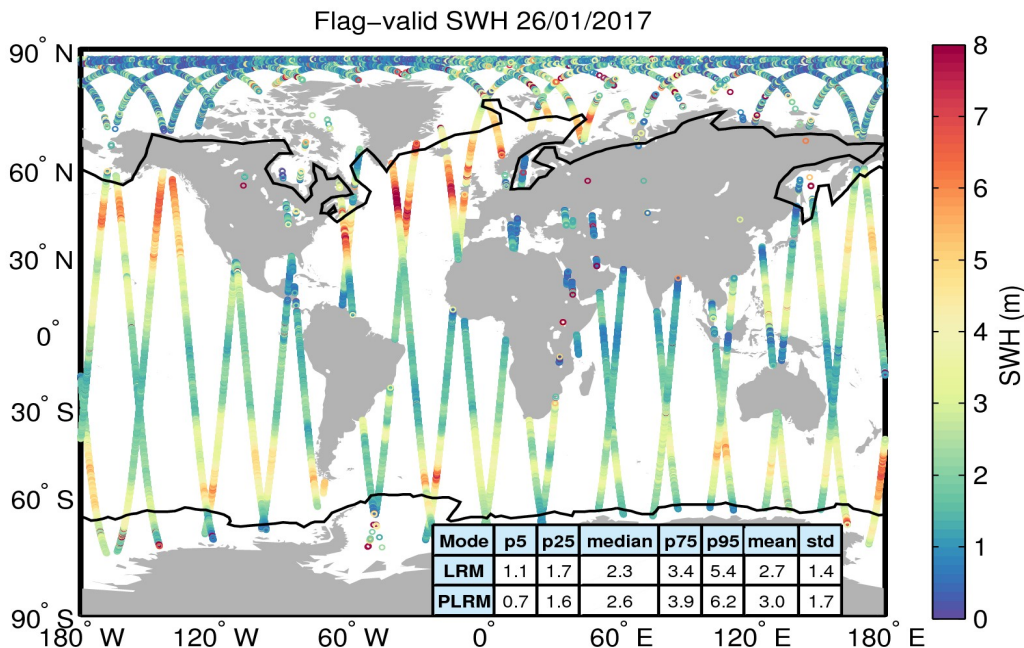 Flag−valid SWH 26/01/2017
90° N
60° N
30° N
0°
30° S
60° S
90° S
180° W
120° W
60° W
0°
60° E
120° E
180° E
8
7
6
5
4
3
2
1
0
SWH (m)
Mode p5 p25 median p75 p95 mean std
LRM 1.1 1.7 2.3 3.4 5.4 2.7 1.4
PLRM 0.7 1.6 2.6 3.9 6.2 3.0 1.7